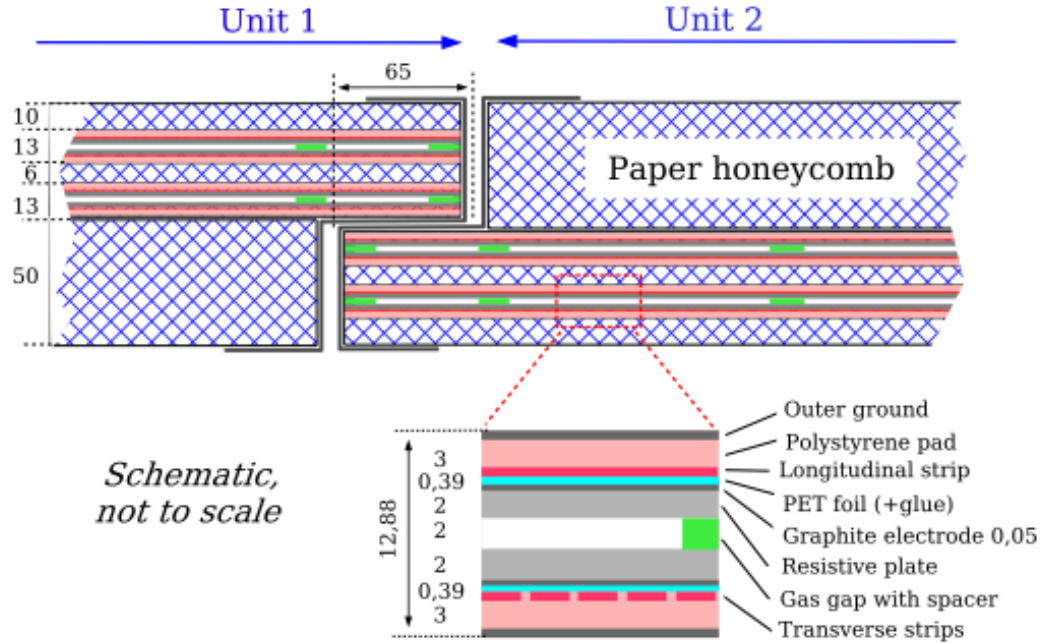 Unit 1
Unit 2
65
10
13
6
13
50
Paper honeycomb
Schematic,
not to scale
12,88
3
0,39
2
2
2
0,39
3
Outer ground
Polystyrene pad
Longitudinal strip
PET foil (+glue)
Graphite electrode 0,05
Resistive plate
Gas gap with spacer
Transverse strips